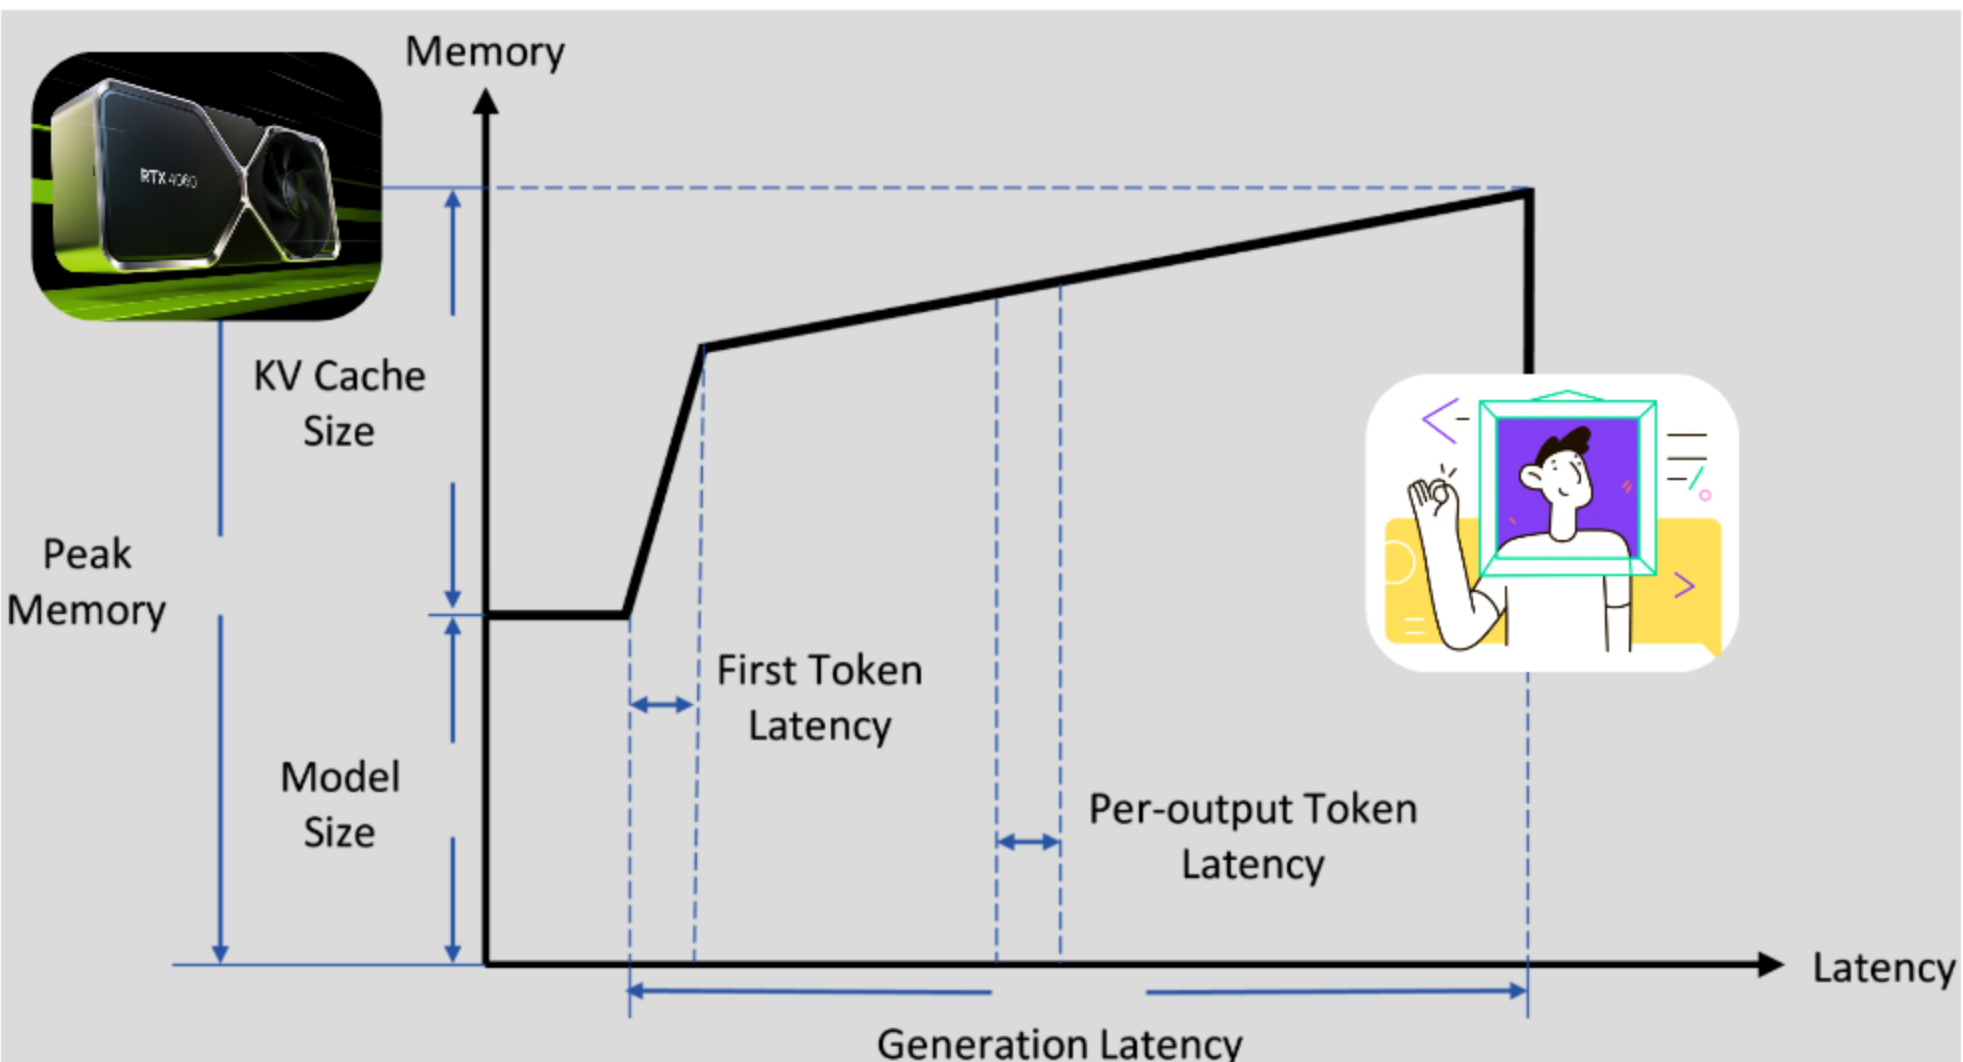 Memory
RTX 4060
KV Cache
Size
Peak
Memory
First Token
Latency
Model
Size
Per-output Token
Latency
Latency
Generation Latency